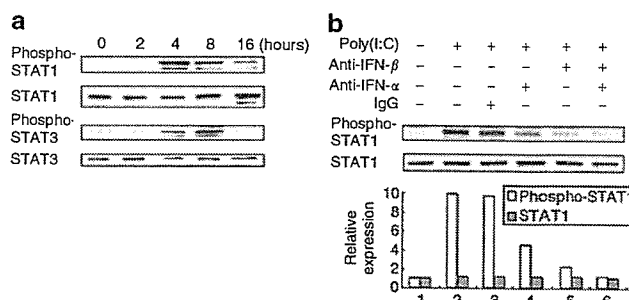 a
0 2 4 8 16 (hours)
Phospho-
STAT1
STAT1
Phospho-
STAT3
STAT3
b
Poly(I:C) – + + + + +
Anti-IFN-β – – – – + +
Anti-IFN-α – – – + – +
IgG – – + – – –
Phospho-
STAT1
STAT1
Relative
expression
10
8
6
4
2
0
Phospho-STAT1
STAT1
1 2 3 4 5 6